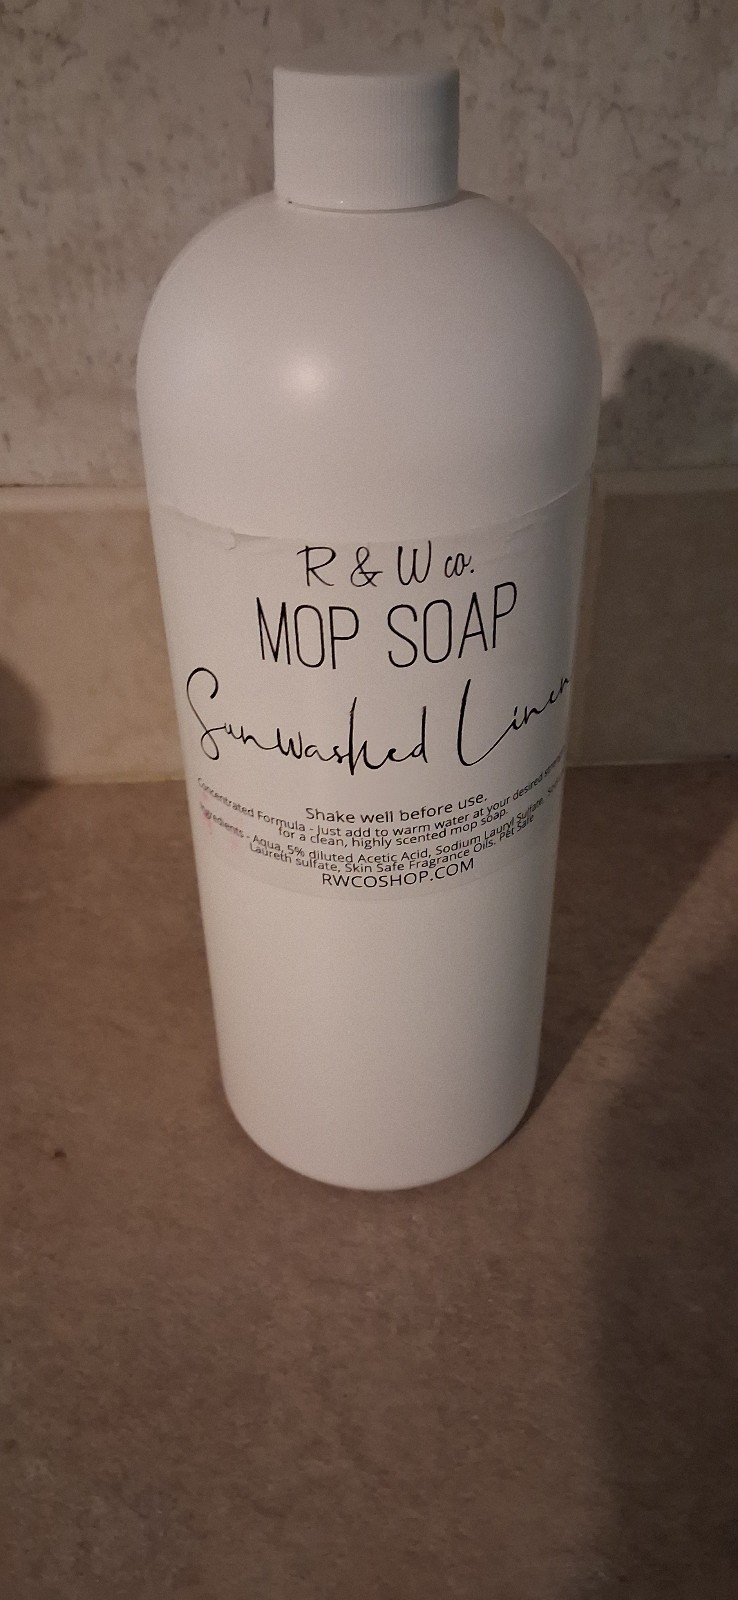 R & W co.
MOP SOAP
Sunwashed Linen
Shake well before use.
Concentrated Formula - Just add to warm water at your desired
for a clean, highly scented mop soap.
Ingredients - Aqua, 5% diluted Acetic Acid, Sodium Lauryl Sulfate,
Laureth sulfate, Skin Safe Fragrance Oils. Pet Safe
RWCOSHOP.COM